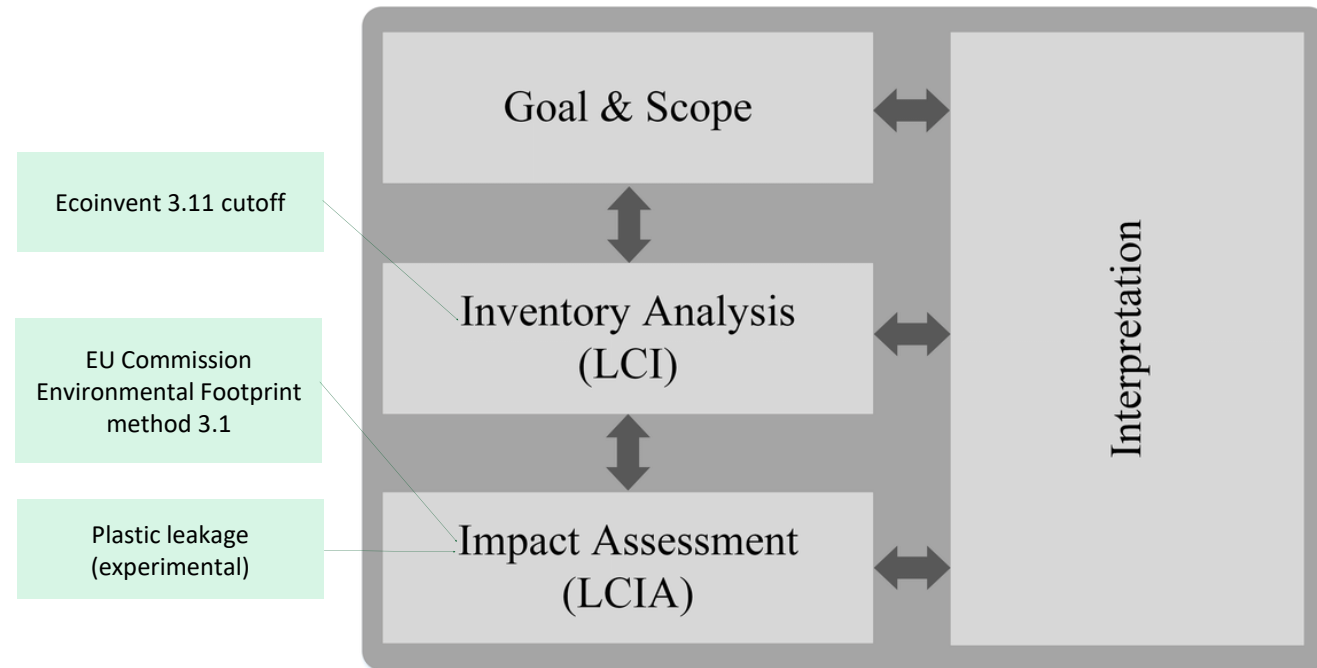 Goal & Scope
Ecoinvent 3.11 cutoff
Inventory Analysis
(LCI)
EU Commission
Environmental Footprint
method 3.1
Plastic leakage
(experimental)
Impact Assessment
(LCIA)
Interpretation